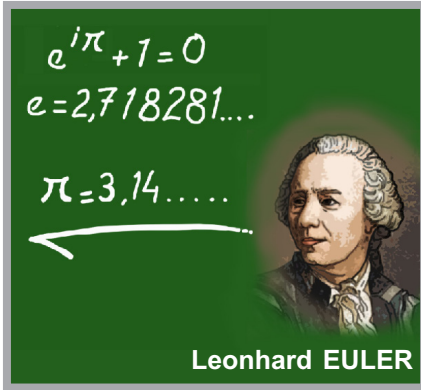 e^{iπ}+1=0
e=2,718281....
π=3,14.....
Leonhard EULER